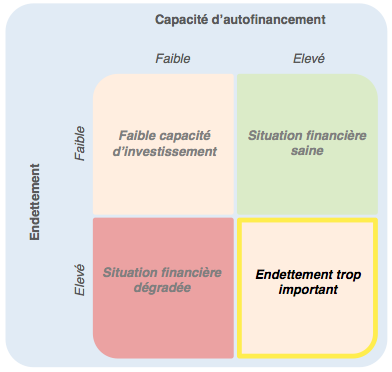 Capacité d'autofinancement
Faible
Elevé
Endettement
Faible
Faible capacité
d'investissement
Situation financière
saine
Elevé
Situation financière
dégradée
Endettement trop
important